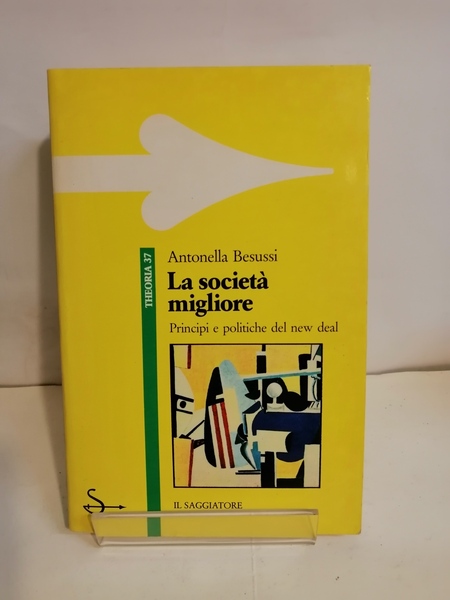 THEORIA 37
Antonella Besussi
La società
migliore
Principi e politiche del new deal
IL SAGGIATORE